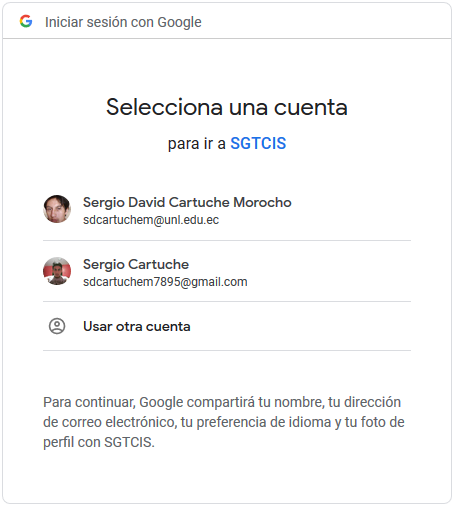 Iniciar sesión con Google
Selecciona una cuenta
para ir a SGTCIS
Sergio David Cartuche Morocho
sdcartuchem@unl.edu.ec
Sergio Cartuche
sdcartuchem7895@gmail.com
Usar otra cuenta
Para continuar, Google compartirá tu nombre, tu dirección
de correo electrónico, tu preferencia de idioma y tu foto de
perfil con SGTCIS.